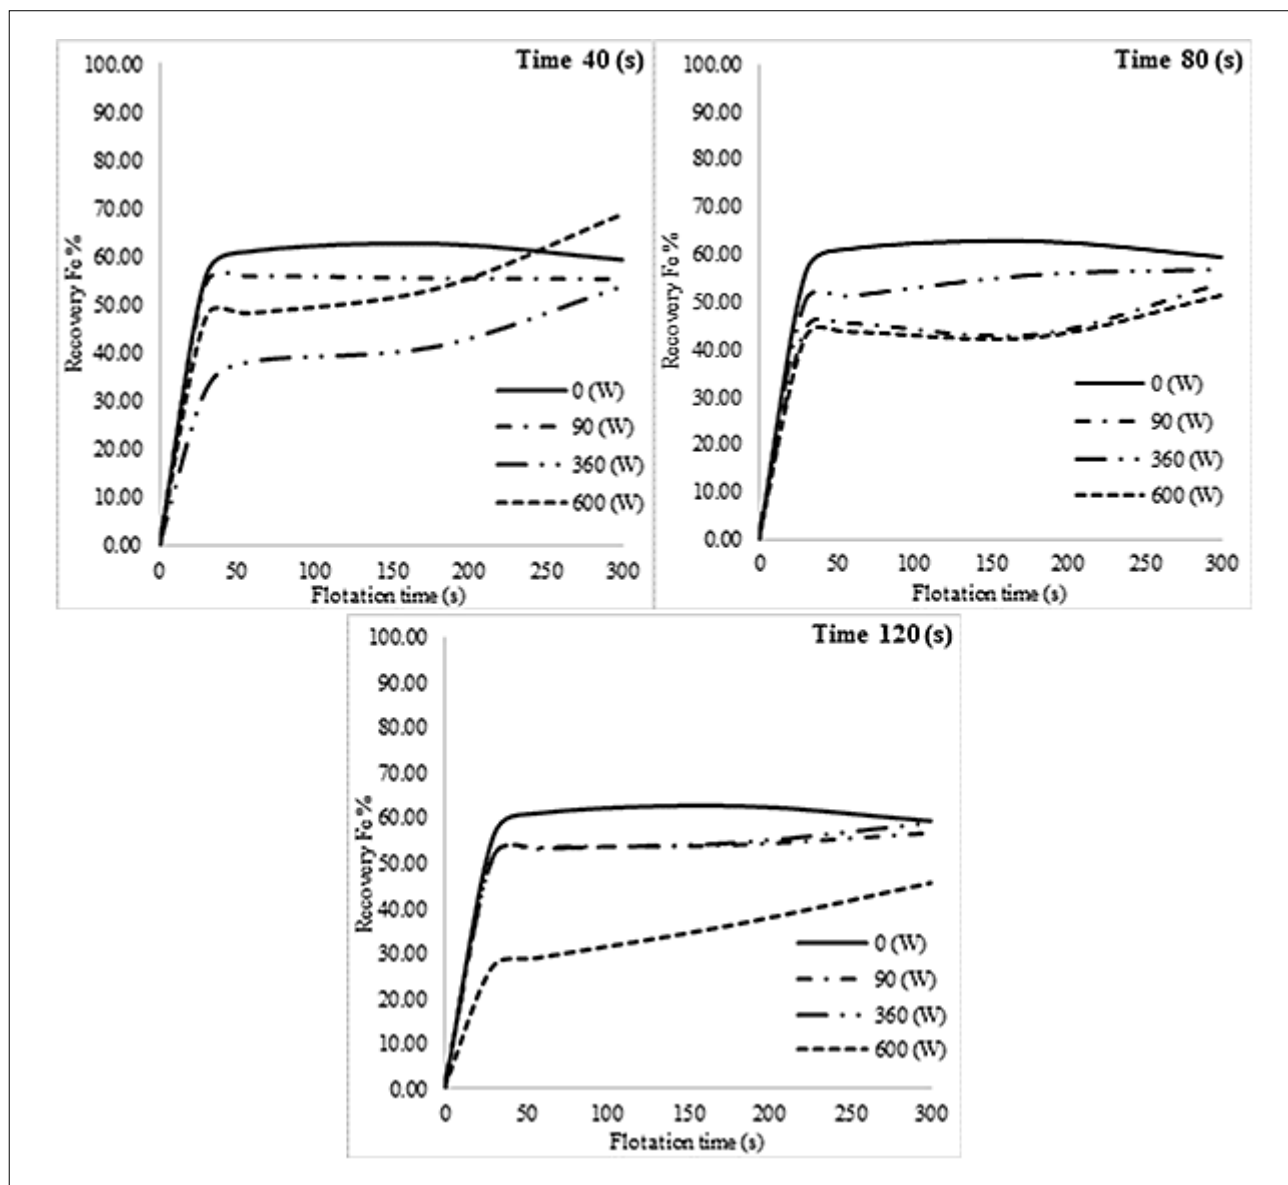 Time 40 (s)
100.00
90.00
80.00
70.00
60.00
50.00
40.00
30.00
20.00
10.00
0.00
Recovery Fe %
0 (W)
90 (W)
360 (W)
600 (W)
0 50 100 150 200 250 300
Flotation time (s)
Time 80 (s)
100.00
90.00
80.00
70.00
60.00
50.00
40.00
30.00
20.00
10.00
0.00
Recovery Fe %
0 (W)
90 (W)
360 (W)
600 (W)
0 50 100 150 200 250 300
Flotation time (s)
Time 120 (s)
100.00
90.00
80.00
70.00
60.00
50.00
40.00
30.00
20.00
10.00
0.00
Recovery Fe %
0 (W)
90 (W)
360 (W)
600 (W)
0 50 100 150 200 250 300
Flotation time (s)